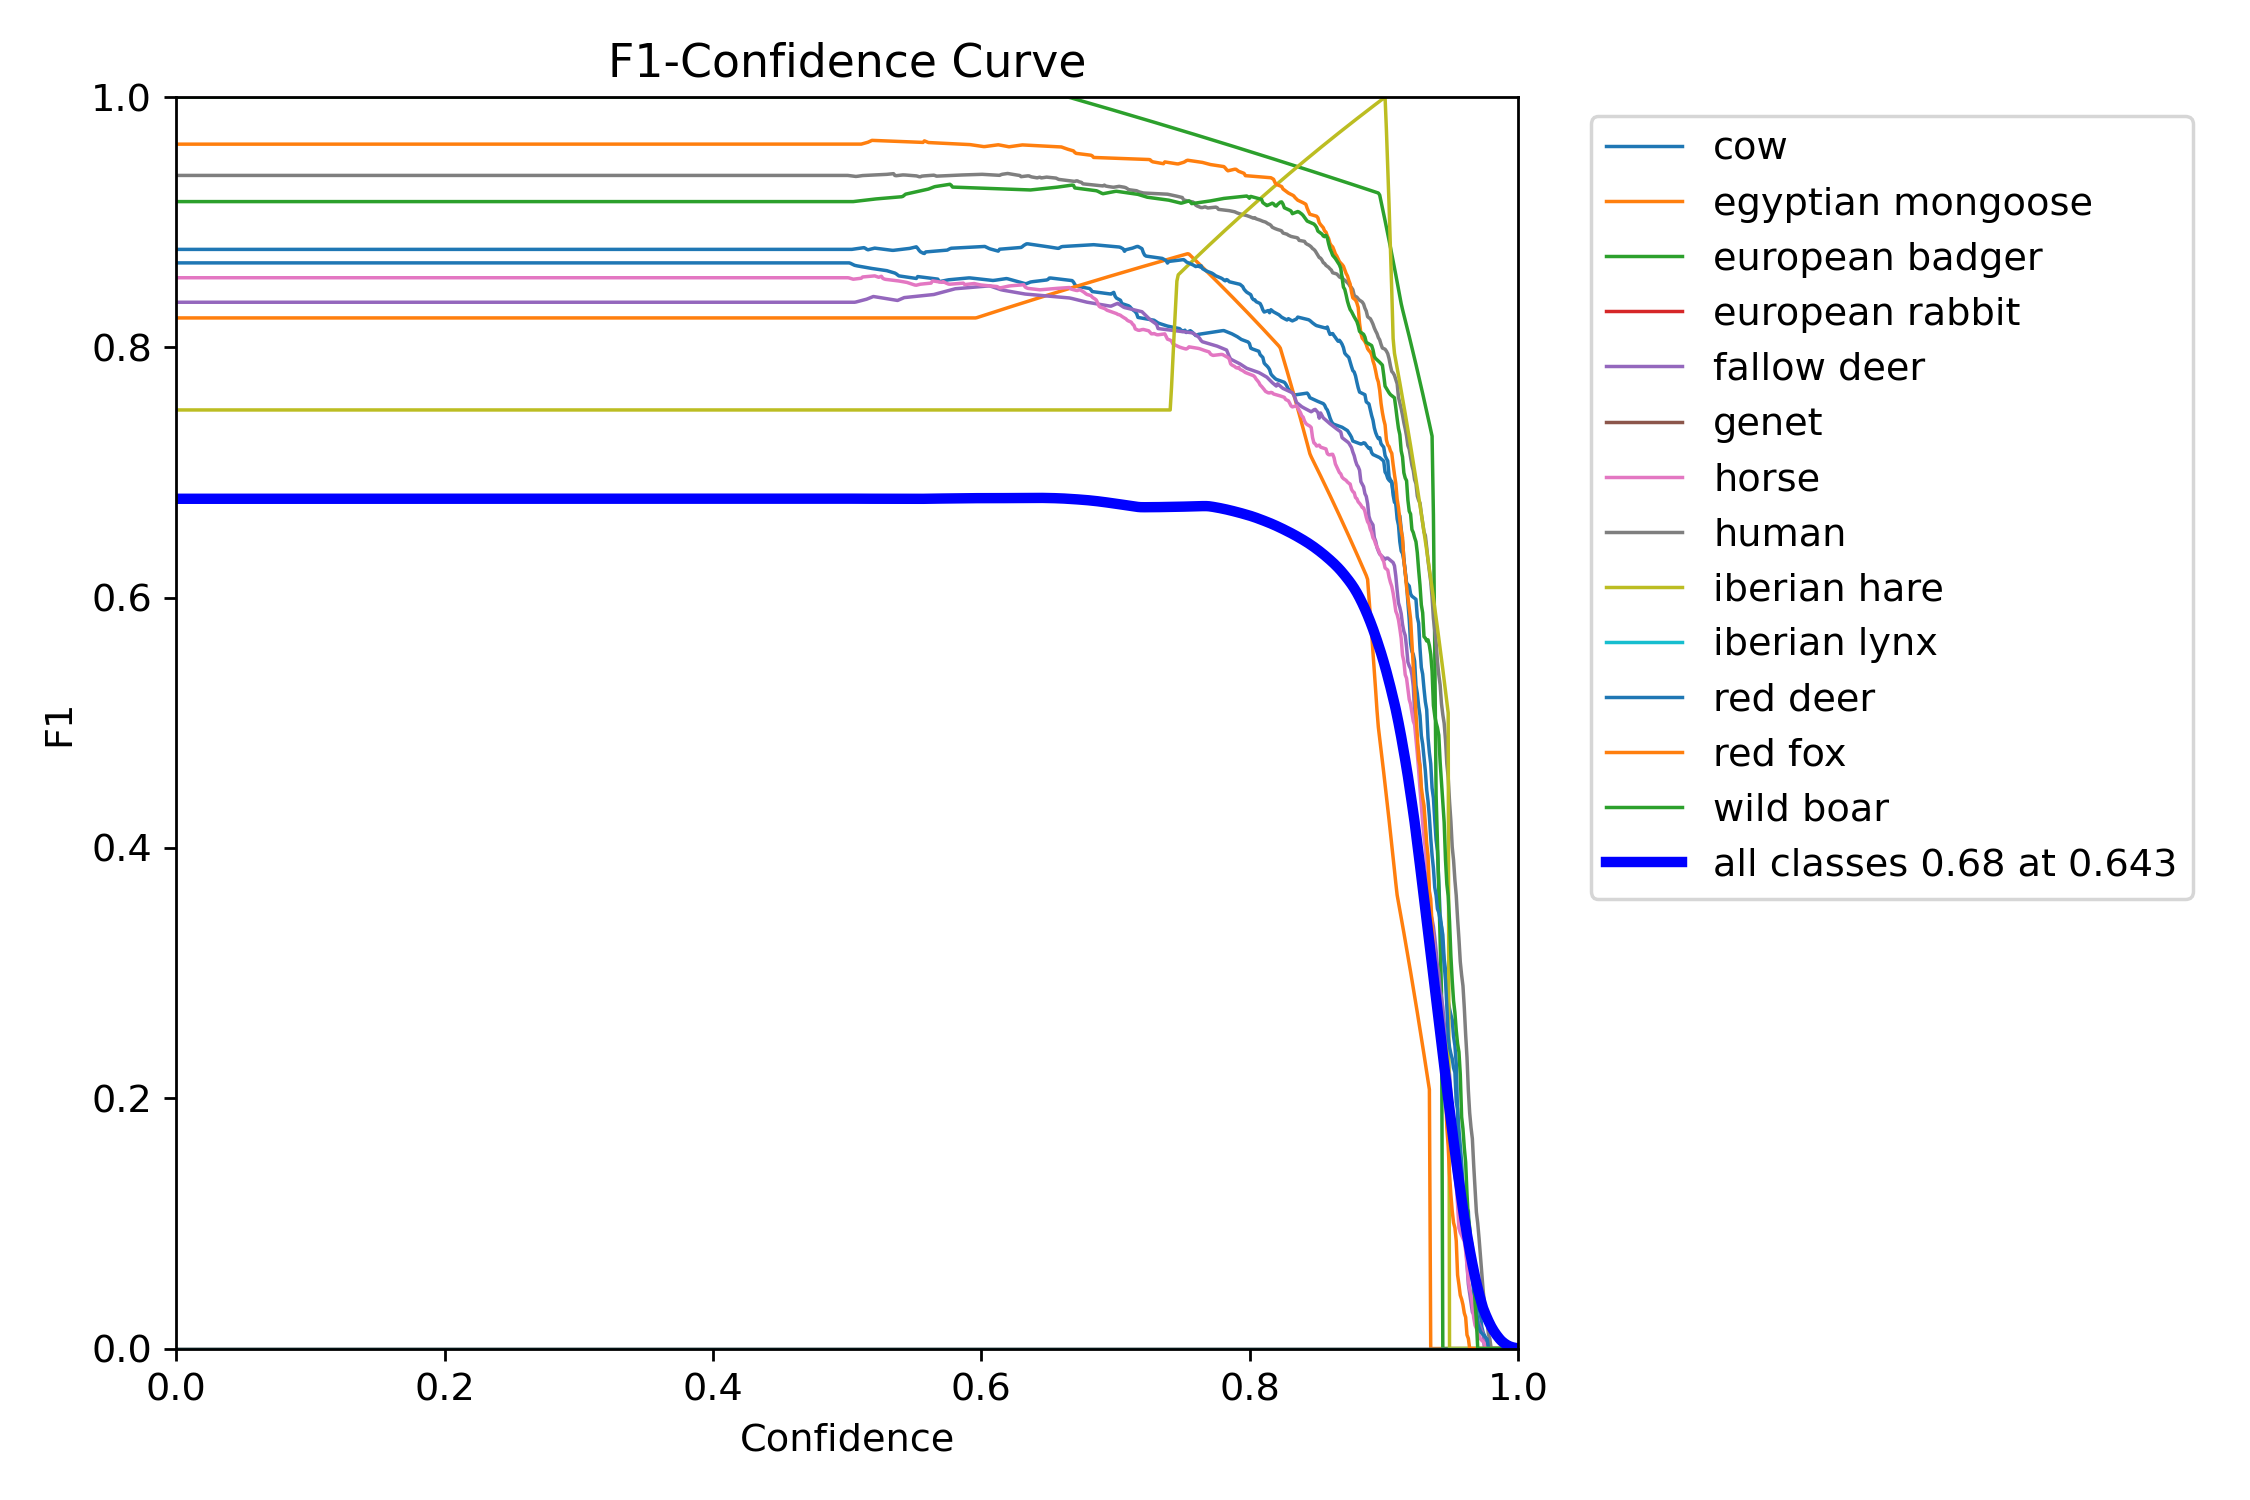 F1-Confidence Curve
1.0
0.8
0.6
0.4
0.2
0.0
F1
0.0 0.2 0.4 0.6 0.8 1.0
Confidence
cow
egyptian mongoose
european badger
european rabbit
fallow deer
genet
horse
human
iberian hare
iberian lynx
red deer
red fox
wild boar
all classes 0.68 at 0.643